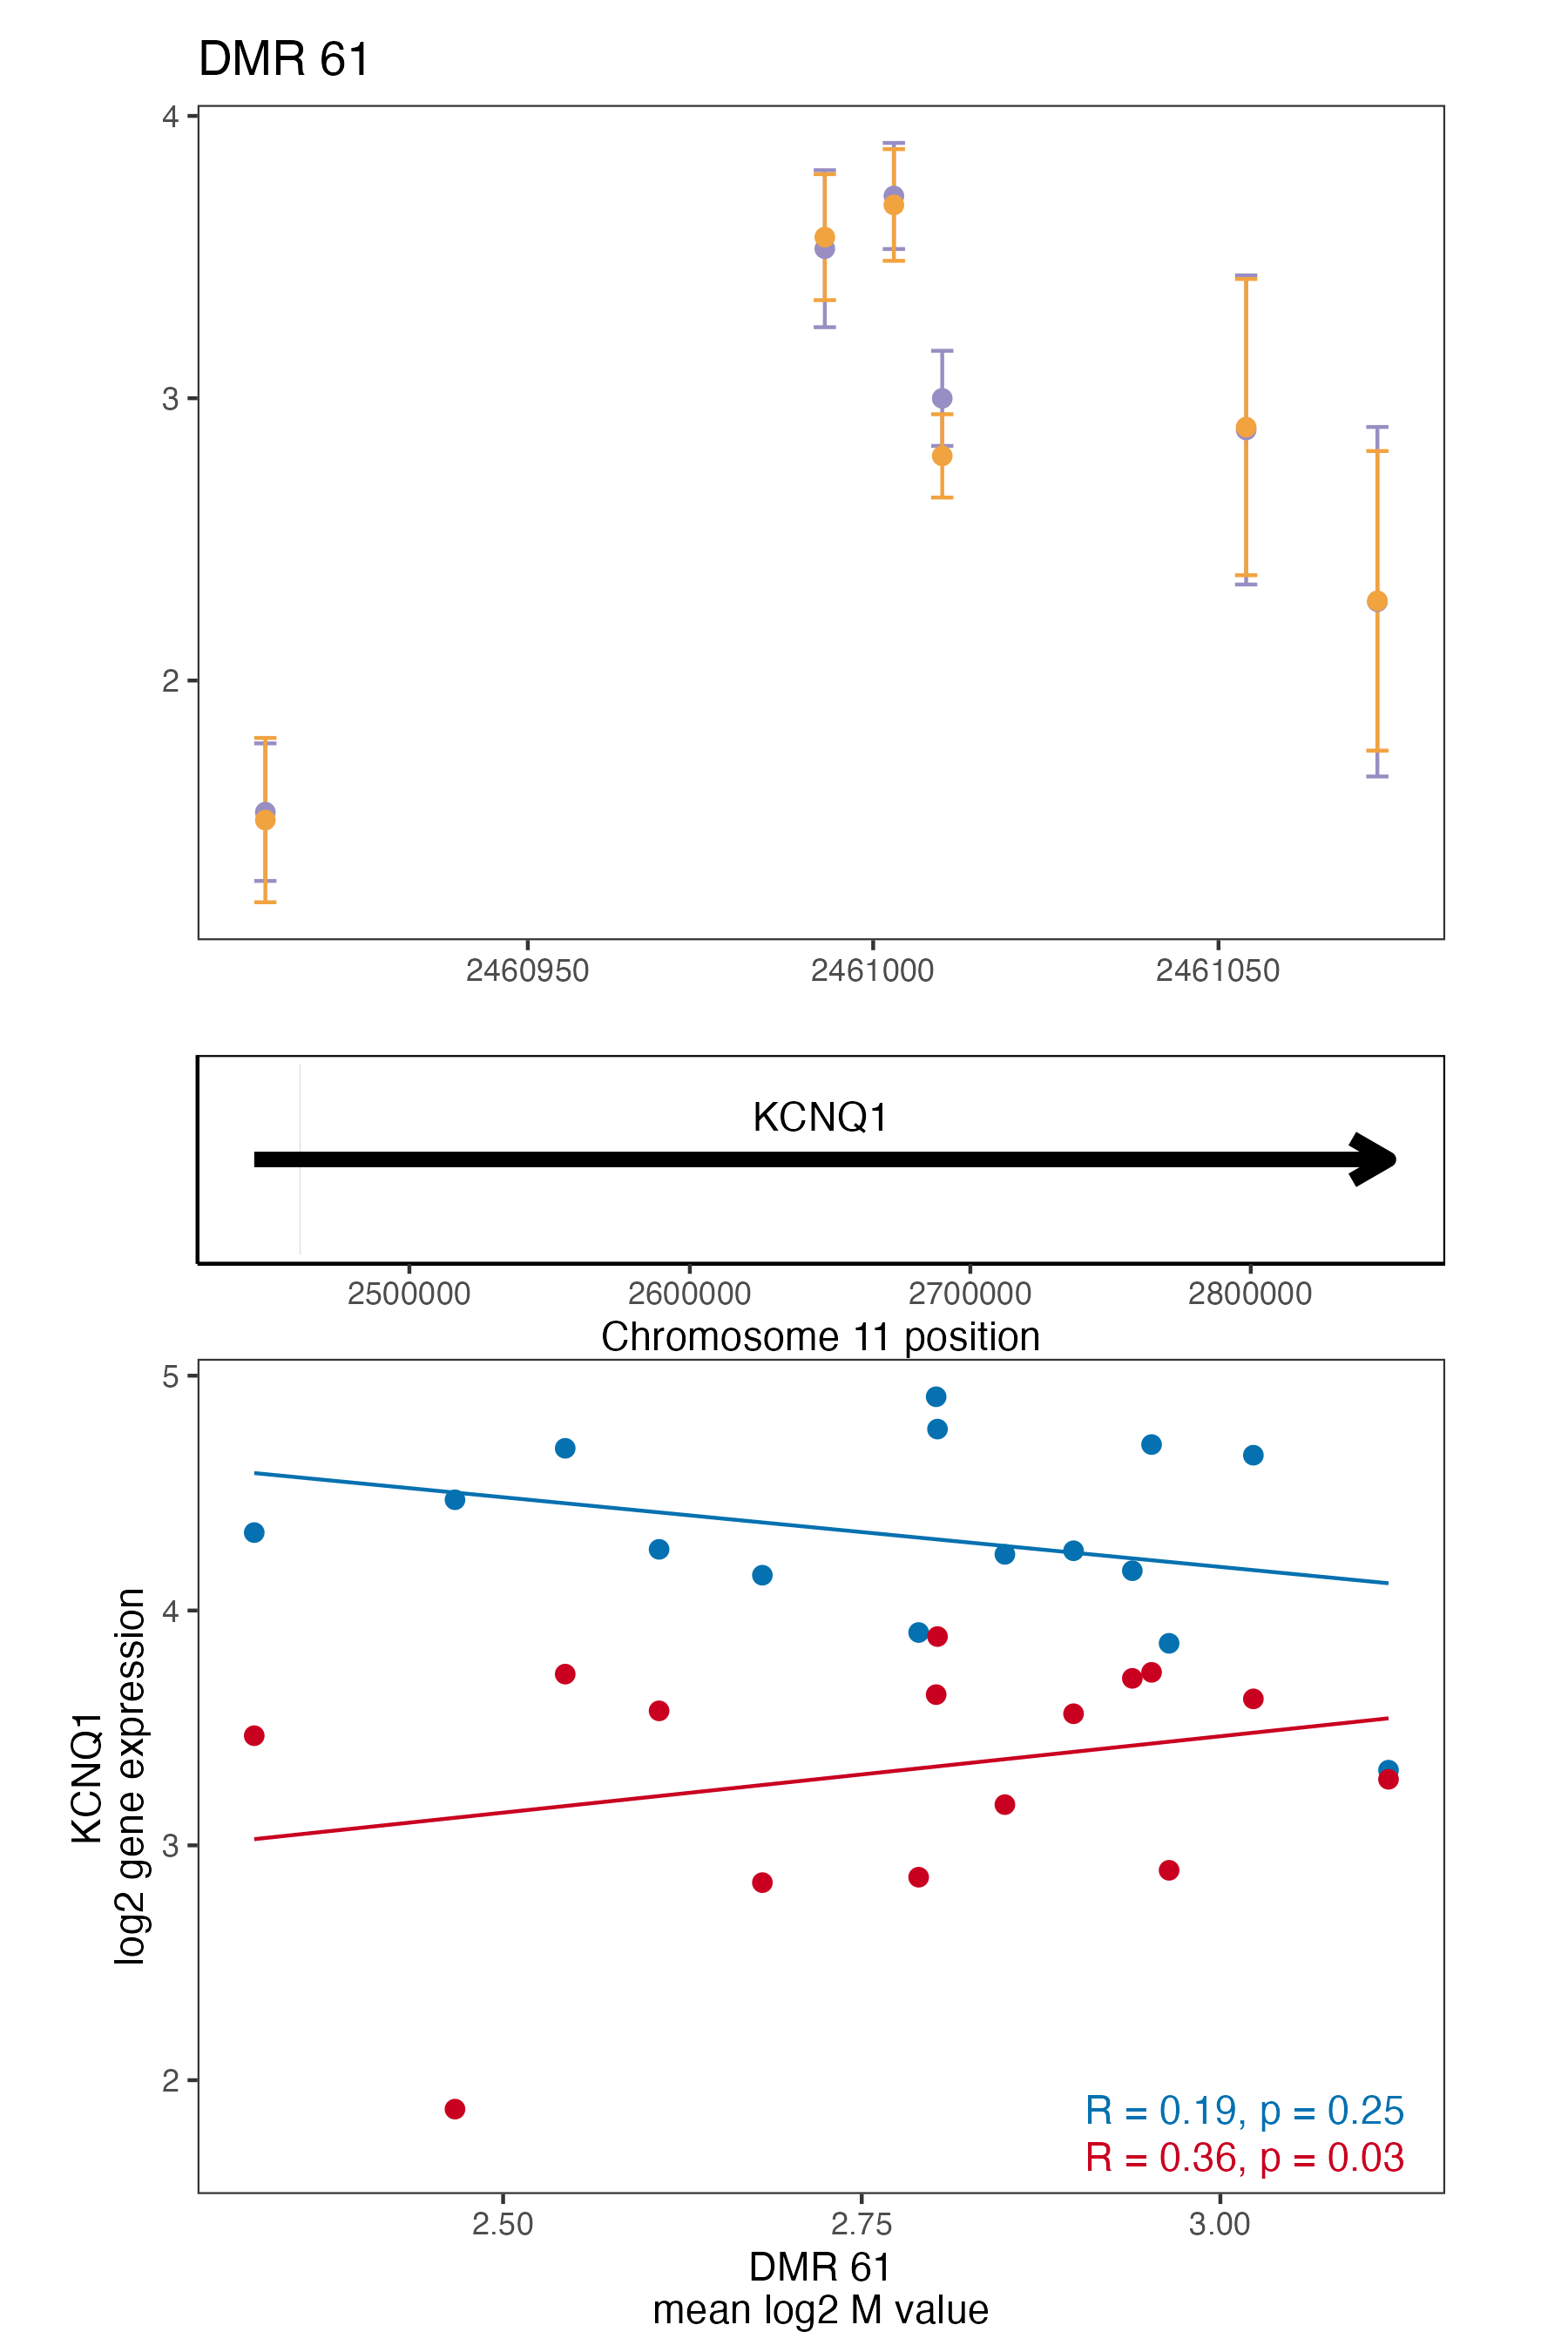 DMR 61
4
3
2
2460950 2461000 2461050
KCNQ1
2500000 2600000 2700000 2800000
Chromosome 11 position
5
4
3
2
KCNQ1
log2 gene expression
R = 0.19, p = 0.25
R = 0.36, p = 0.03
2.50 2.75 3.00
DMR 61
mean log2 M value